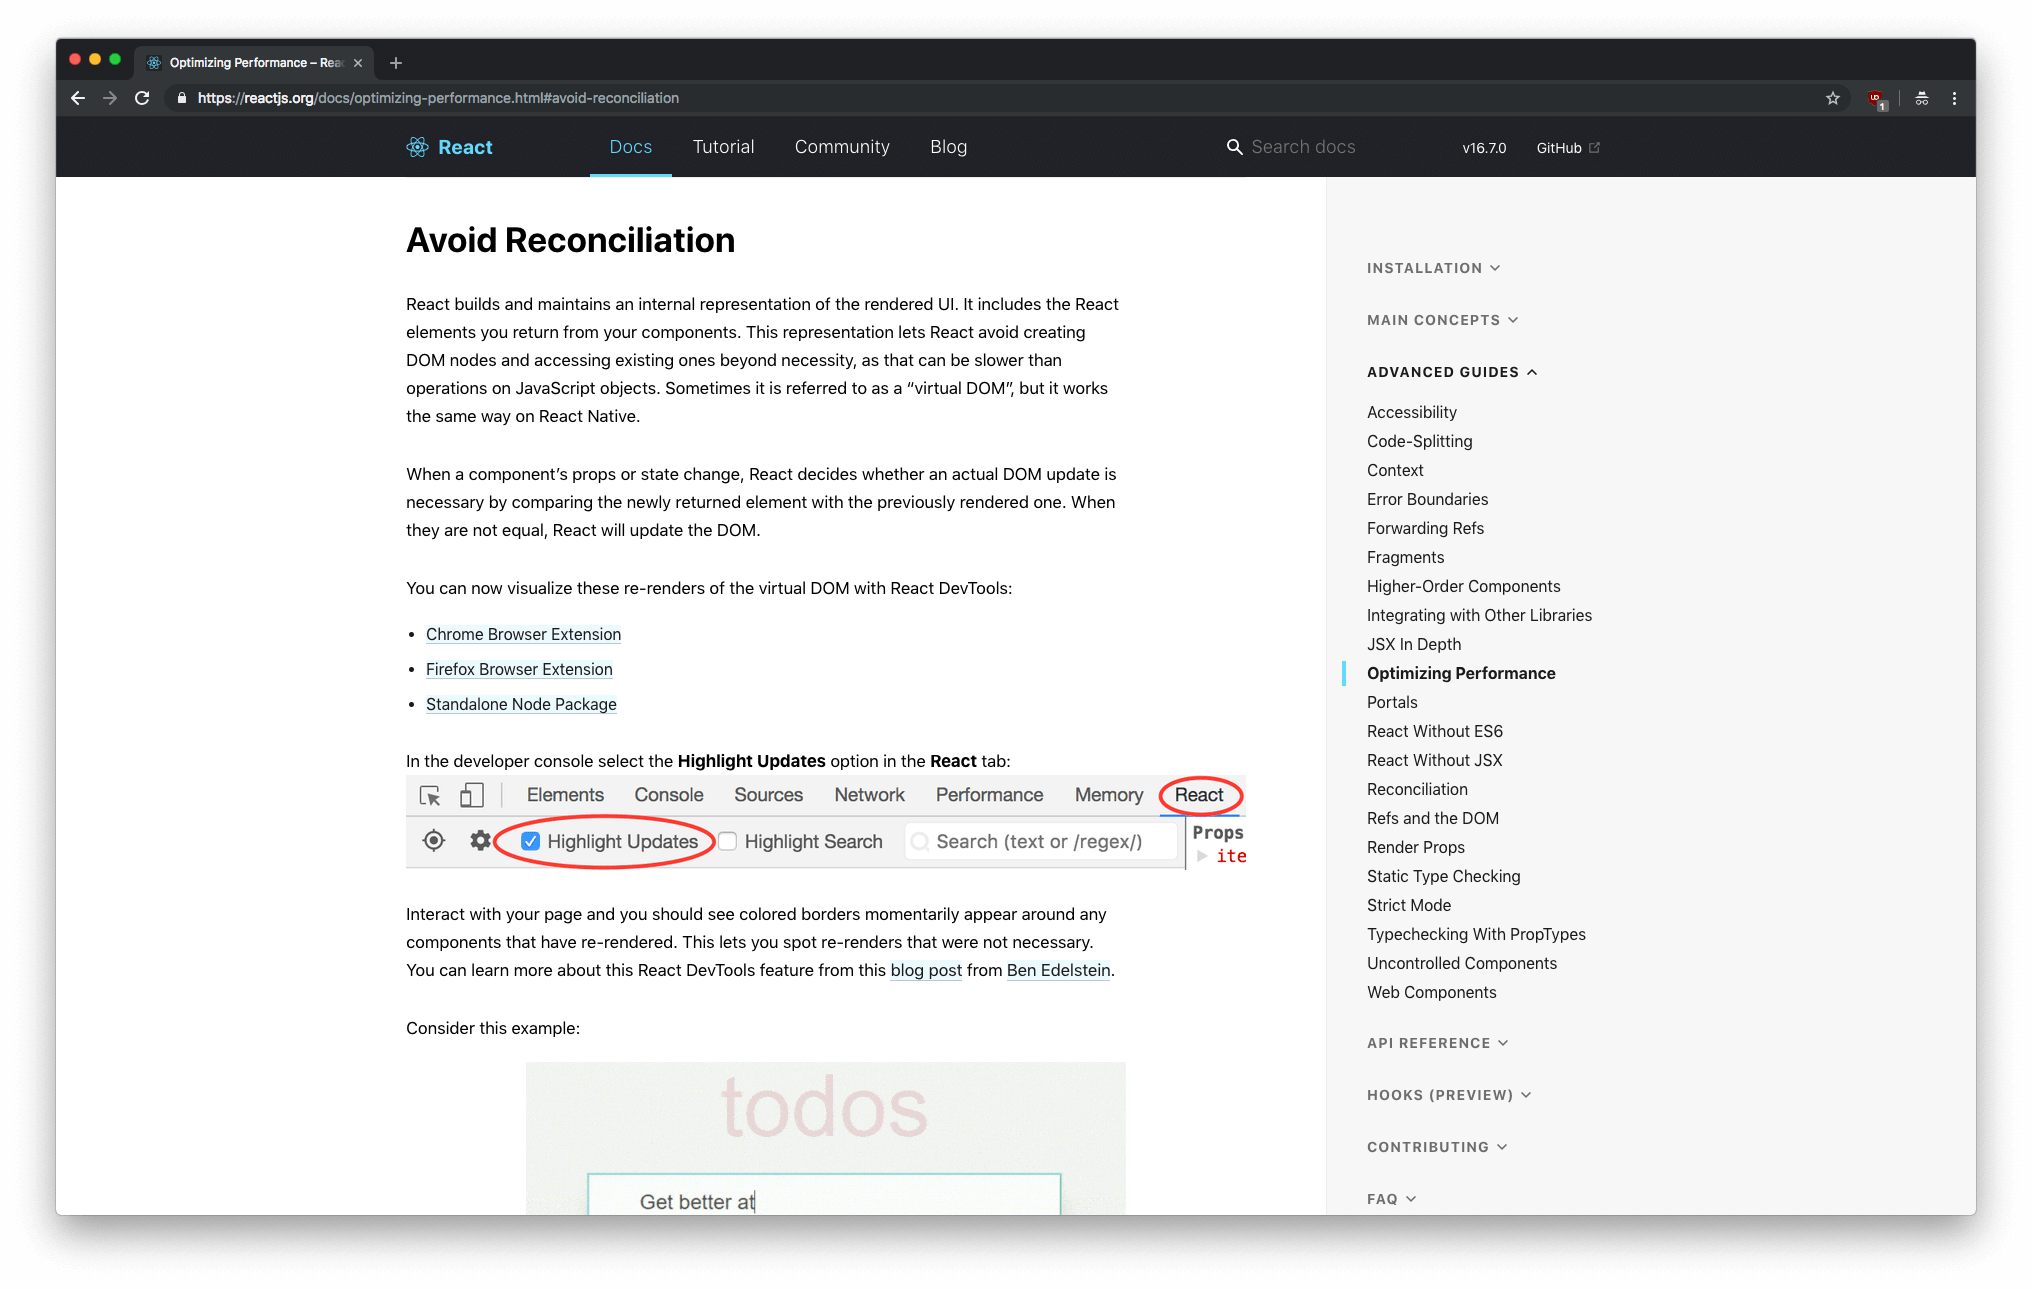 Optimizing Performance – Rea
https://reactjs.org/docs/optimizing-performance.html#avoid-reconciliation
1
React
Docs
Tutorial
Community
Blog
Search docs
v16.7.0
GitHub
Avoid Reconciliation
React builds and maintains an internal representation of the rendered UI. It includes the React
elements you return from your components. This representation lets React avoid creating
DOM nodes and accessing existing ones beyond necessity, as that can be slower than
operations on JavaScript objects. Sometimes it is referred to as a “virtual DOM”, but it works
the same way on React Native.
When a component’s props or state change, React decides whether an actual DOM update is
necessary by comparing the newly returned element with the previously rendered one. When
they are not equal, React will update the DOM.
You can now visualize these re-renders of the virtual DOM with React DevTools:
• Chrome Browser Extension
• Firefox Browser Extension
• Standalone Node Package
In the developer console select the Highlight Updates option in the React tab:
Elements Console Sources Network Performance Memory React
Highlight Updates Highlight Search Search (text or /regex/)
Props
ite
Interact with your page and you should see colored borders momentarily appear around any
components that have re-rendered. This lets you spot re-renders that were not necessary.
You can learn more about this React DevTools feature from this blog post from Ben Edelstein.
Consider this example:
todos
Get better at
INSTALLATION
MAIN CONCEPTS
ADVANCED GUIDES
Accessibility
Code-Splitting
Context
Error Boundaries
Forwarding Refs
Fragments
Higher-Order Components
Integrating with Other Libraries
JSX In Depth
Optimizing Performance
Portals
React Without ES6
React Without JSX
Reconciliation
Refs and the DOM
Render Props
Static Type Checking
Strict Mode
Typechecking With PropTypes
Uncontrolled Components
Web Components
API REFERENCE
HOOKS (PREVIEW)
CONTRIBUTING
FAQ